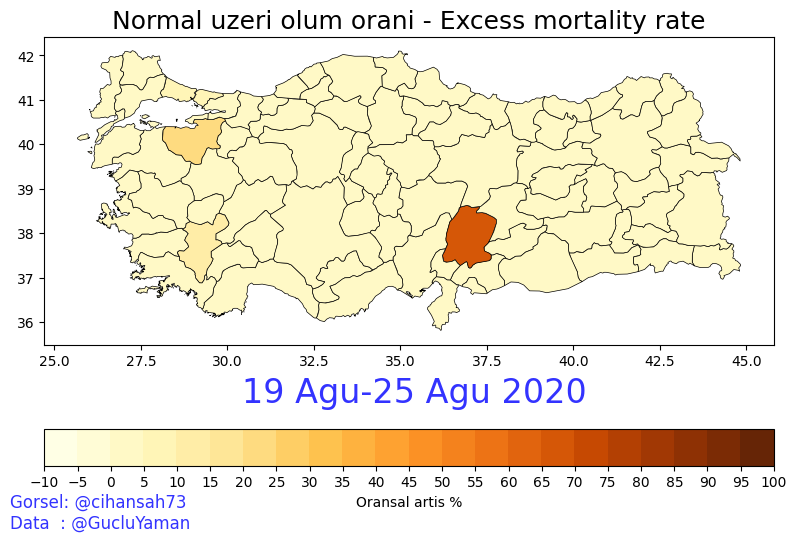 Normal uzeri olum orani - Excess mortality rate
42
41
40
39
38
37
36
25.0 27.5 30.0 32.5 35.0 37.5 40.0 42.5 45.0
19 Agu-25 Agu 2020
−10 −5 0 5 10 15 20 25 30 35 40 45 50 55 60 65 70 75 80 85 90 95 100
Oransal artis %
Gorsel: @cihansah73
Data : @GucluYaman